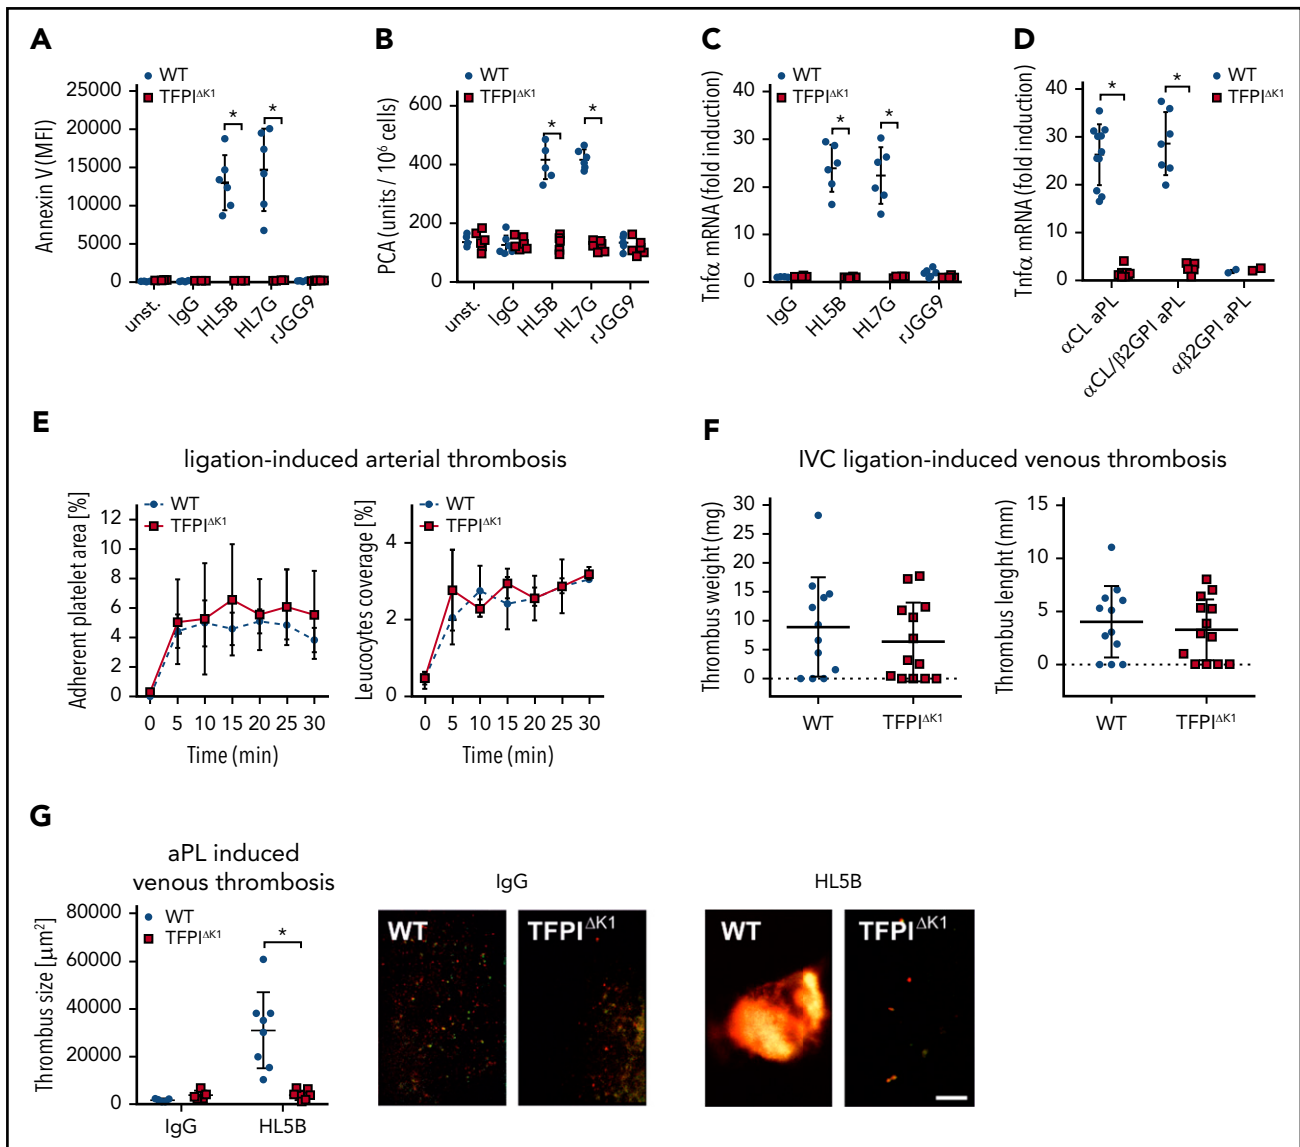 A
WT
TFPIΔK1
Annexin V (MFI)
25000
20000
15000
10000
5000
0
*
*
unst.
IgG
HL5B
HL7G
rJGG9
B
WT
TFPIΔK1
PCA (units / 10⁶ cells)
600
400
200
0
*
*
unst.
IgG
HL5B
HL7G
rJGG9
C
WT
TFPIΔK1
Tnfα mRNA (fold induction)
40
30
20
10
0
*
*
IgG
HL5B
HL7G
rJGG9
D
WT
TFPIΔK1
Tnfα mRNA (fold induction)
40
30
20
10
0
*
*
αCL aPL
αCL/β2GPI aPL
αβ2GPI aPL
E
ligation-induced arterial thrombosis
WT
TFPIΔK1
Adherent platelet area [%]
12
10
8
6
4
2
0
0 5 10 15 20 25 30
Time (min)
WT
TFPIΔK1
Leucocytes coverage [%]
4
2
0
0 5 10 15 20 25 30
Time (min)
F
IVC ligation-induced venous thrombosis
Thrombus weight (mg)
30
25
20
15
10
5
0
WT TFPIΔK1
Thrombus lenght (mm)
15
10
5
0
WT TFPIΔK1
G
aPL induced
venous thrombosis
WT
TFPIΔK1
Thrombus size [µm²]
80000
60000
40000
20000
0
*
IgG HL5B
IgG
WT TFPIΔK1
HL5B
WT TFPIΔK1